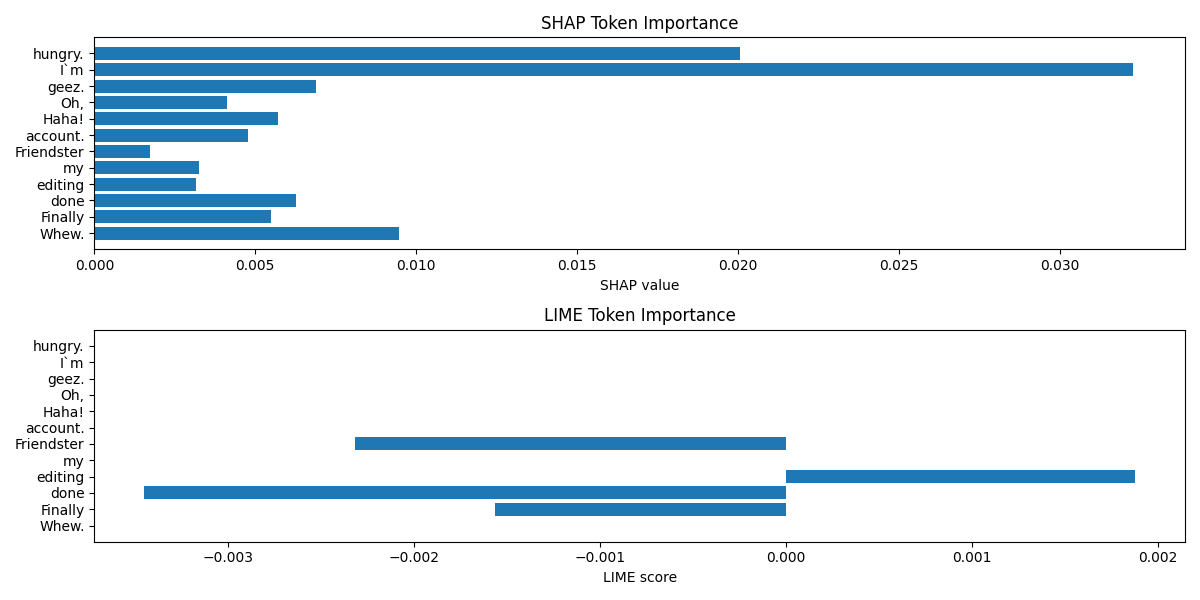 SHAP Token Importance
hungry.
I`m
geez.
Oh,
Haha!
account.
Friendster
my
editing
done
Finally
Whew.
0.000 0.005 0.010 0.015 0.020 0.025 0.030
SHAP value
LIME Token Importance
hungry.
I`m
geez.
Oh,
Haha!
account.
Friendster
my
editing
done
Finally
Whew.
−0.003 −0.002 −0.001 0.000 0.001 0.002
LIME score